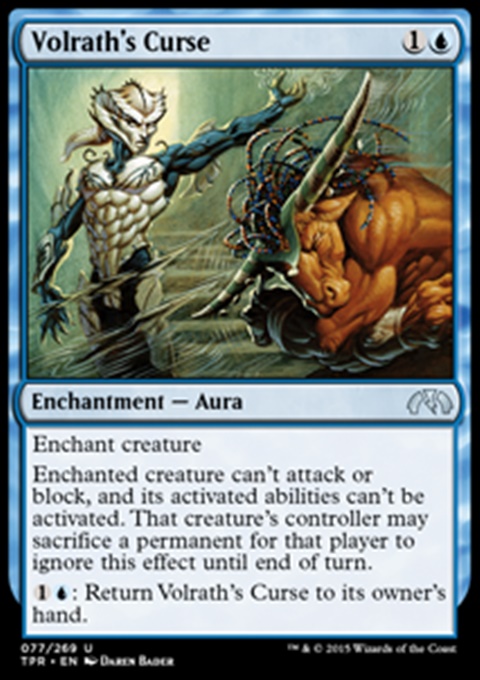 Volrath's Curse 1
Enchantment — Aura
Enchant creature
Enchanted creature can't attack or
block, and its activated abilities can't be
activated. That creature's controller may
sacrifice a permanent for that player to
ignore this effect until end of turn.
1 : Return Volrath's Curse to its owner's
hand.
077/269 U
TPR • EN Daren Bader
™ & © 2015 Wizards of the Coast